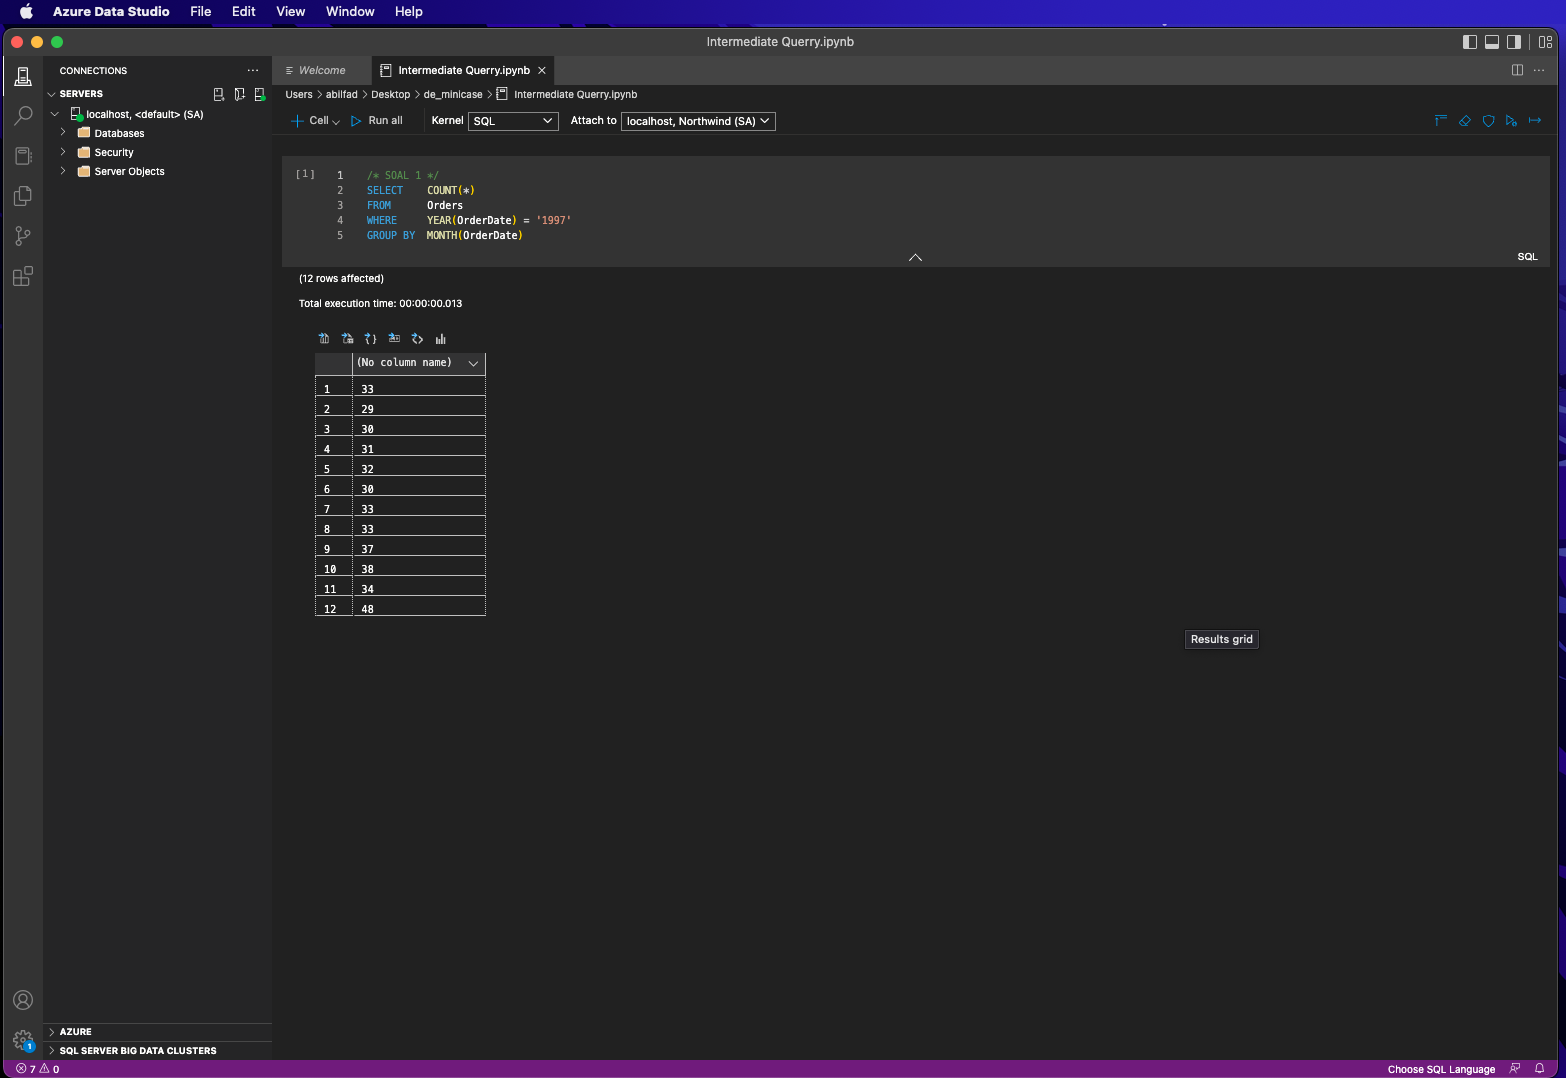 Azure Data Studio File Edit View Window Help
Intermediate Querry.ipynb
CONNECTIONS
SERVERS
localhost, <default> (SA)
Databases
Security
Server Objects
Welcome
Intermediate Querry.ipynb
Users > abilfad > Desktop > de_minicase > Intermediate Querry.ipynb
Cell Run all Kernel SQL Attach to localhost, Northwind (SA)
[1] 1 /* SOAL 1 */
2 SELECT COUNT(*)
3 FROM Orders
4 WHERE YEAR(OrderDate) = '1997'
5 GROUP BY MONTH(OrderDate)
SQL
(12 rows affected)
Total execution time: 00:00:00.013
(No column name)
1 33
2 29
3 30
4 31
5 32
6 30
7 33
8 33
9 37
10 38
11 34
12 48
Results grid
AZURE
1
SQL SERVER BIG DATA CLUSTERS
7 0
Choose SQL Language